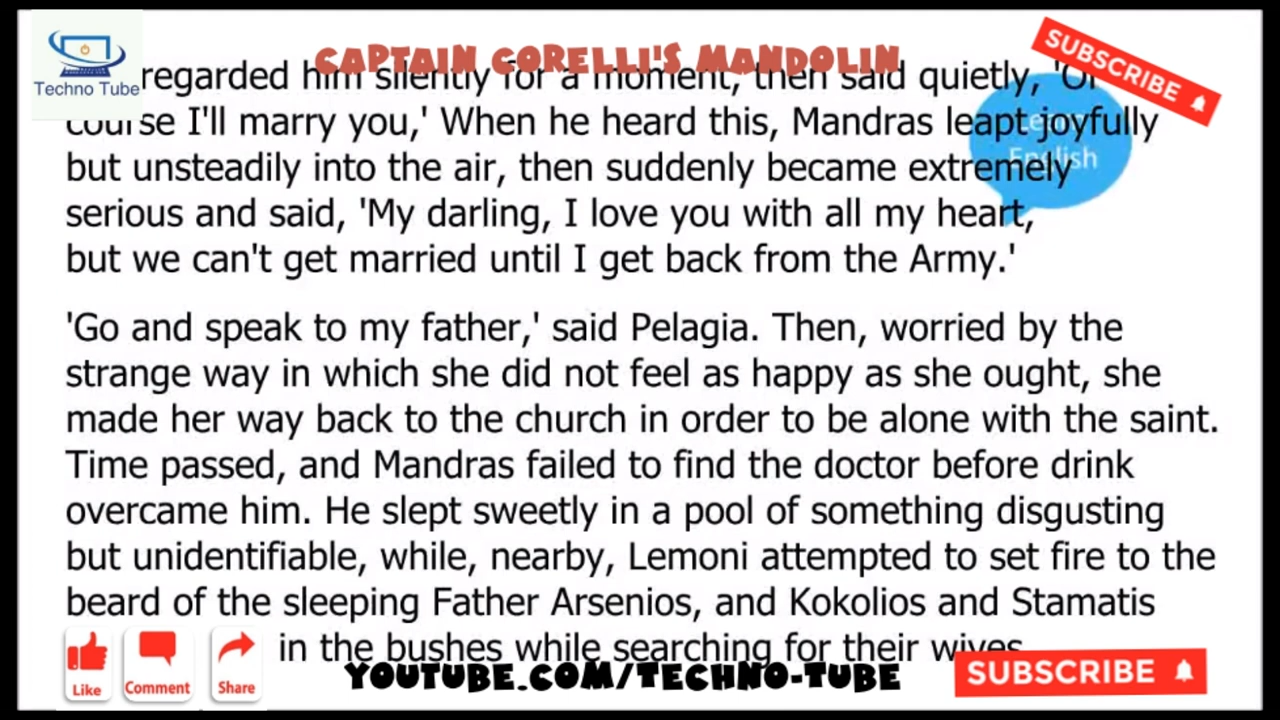 CAPTAIN CORELLI'S MANDOLIN
SUBSCRIBE
Techno Tube
regarded him silently for a moment, then said quietly, 'Of
course I'll marry you,' When he heard this, Mandras leapt joyfully
but unsteadily into the air, then suddenly became extremely
serious and said, 'My darling, I love you with all my heart,
but we can't get married until I get back from the Army.'
English
'Go and speak to my father,' said Pelagia. Then, worried by the
strange way in which she did not feel as happy as she ought, she
made her way back to the church in order to be alone with the saint.
Time passed, and Mandras failed to find the doctor before drink
overcame him. He slept sweetly in a pool of something disgusting
but unidentifiable, while, nearby, Lemoni attempted to set fire to the
beard of the sleeping Father Arsenios, and Kokolios and Stamatis
in the bushes while searching for their wives
Like
Comment
Share
YOUTUBE.COM/TECHNO-TUBE
SUBSCRIBE